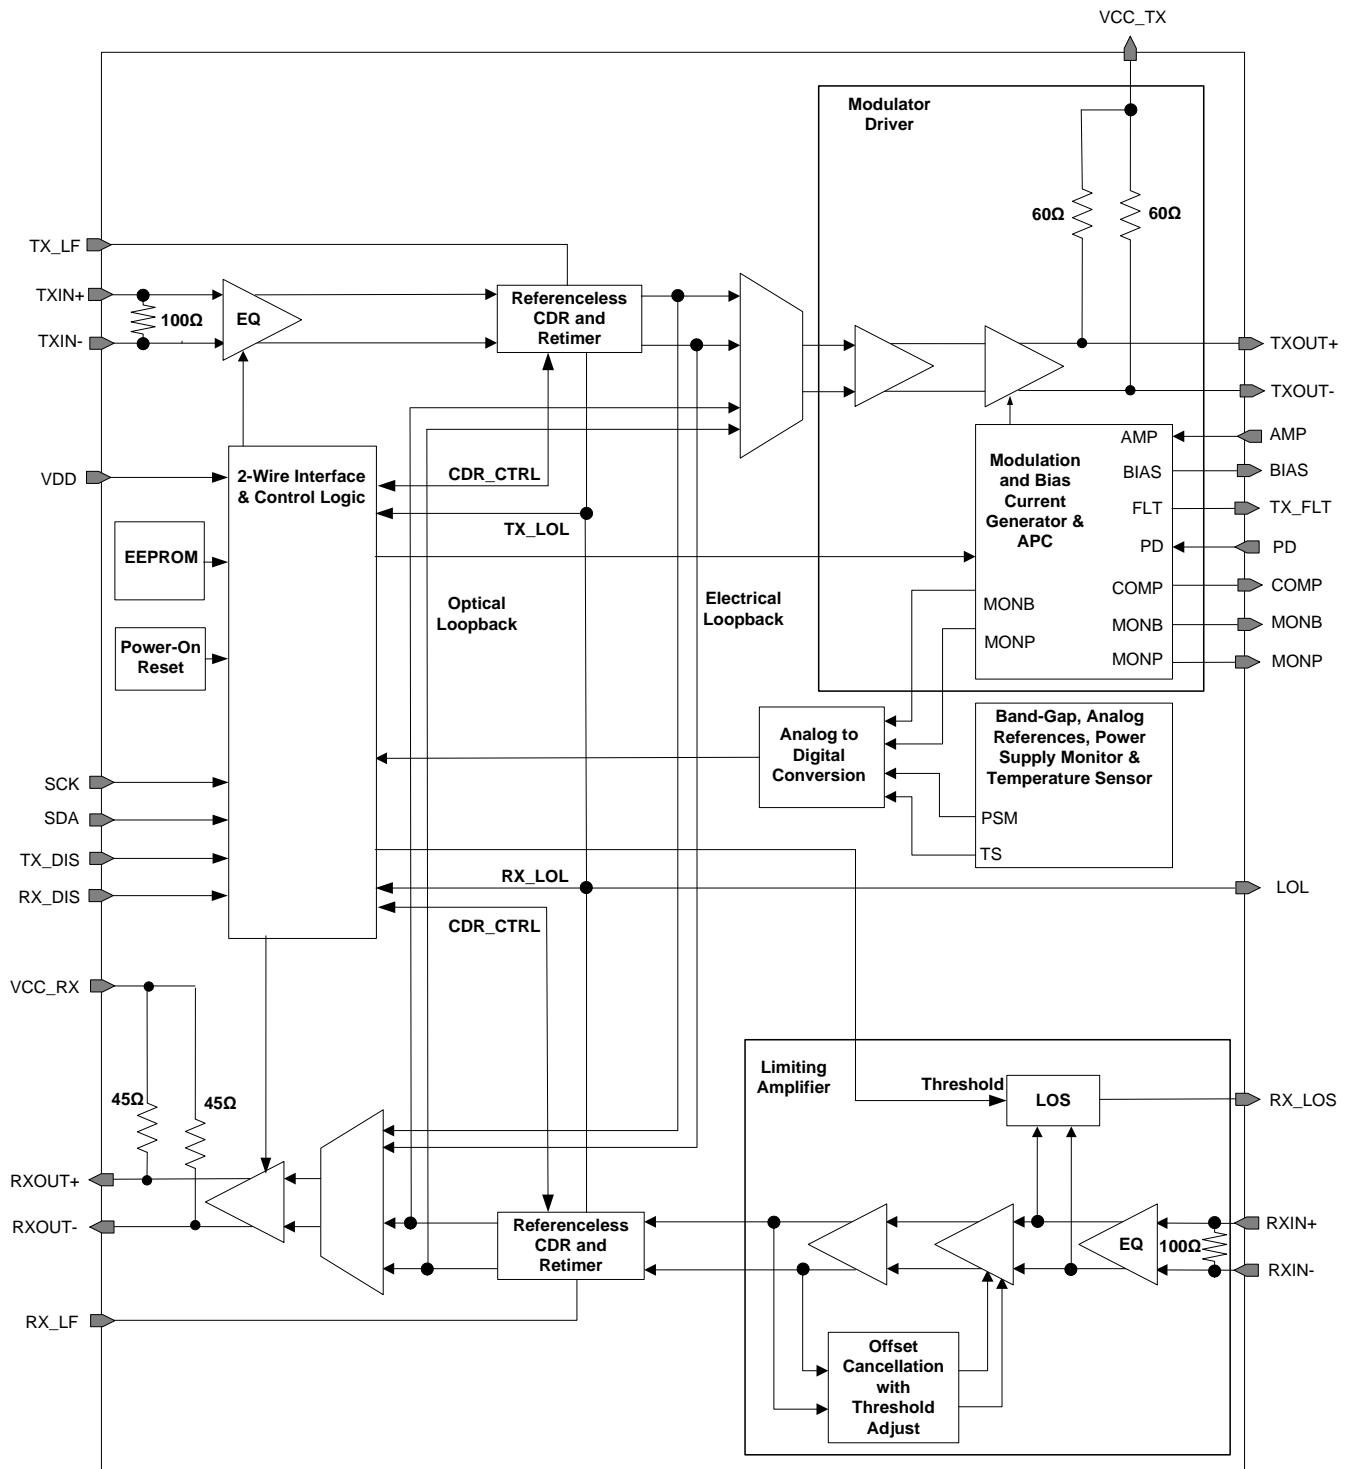 VCC_TX
Modulator
Driver
60Ω
60Ω
TX_LF
TXIN+
100Ω
TXIN-
EQ
Referenceless
CDR and
Retimer
TXOUT+
TXOUT-
VDD
2-Wire Interface
& Control Logic
CDR_CTRL
TX_LOL
EEPROM
Power-On
Reset
Optical
Loopback
Electrical
Loopback
Modulation
and Bias
Current
Generator &
APC
MONB
MONP
AMP
BIAS
FLT
PD
COMP
MONB
MONP
AMP
BIAS
TX_FLT
PD
COMP
MONB
MONP
Analog to
Digital
Conversion
Band-Gap, Analog
References, Power
Supply Monitor &
Temperature Sensor
PSM
TS
SCK
SDA
TX_DIS
RX_DIS
RX_LOL
CDR_CTRL
LOL
VCC_RX
45Ω
45Ω
RXOUT+
RXOUT-
RX_LF
Referenceless
CDR and
Retimer
Limiting
Amplifier
Threshold
LOS
RX_LOS
EQ
100Ω
RXIN+
RXIN-
Offset
Cancellation
with
Threshold
Adjust